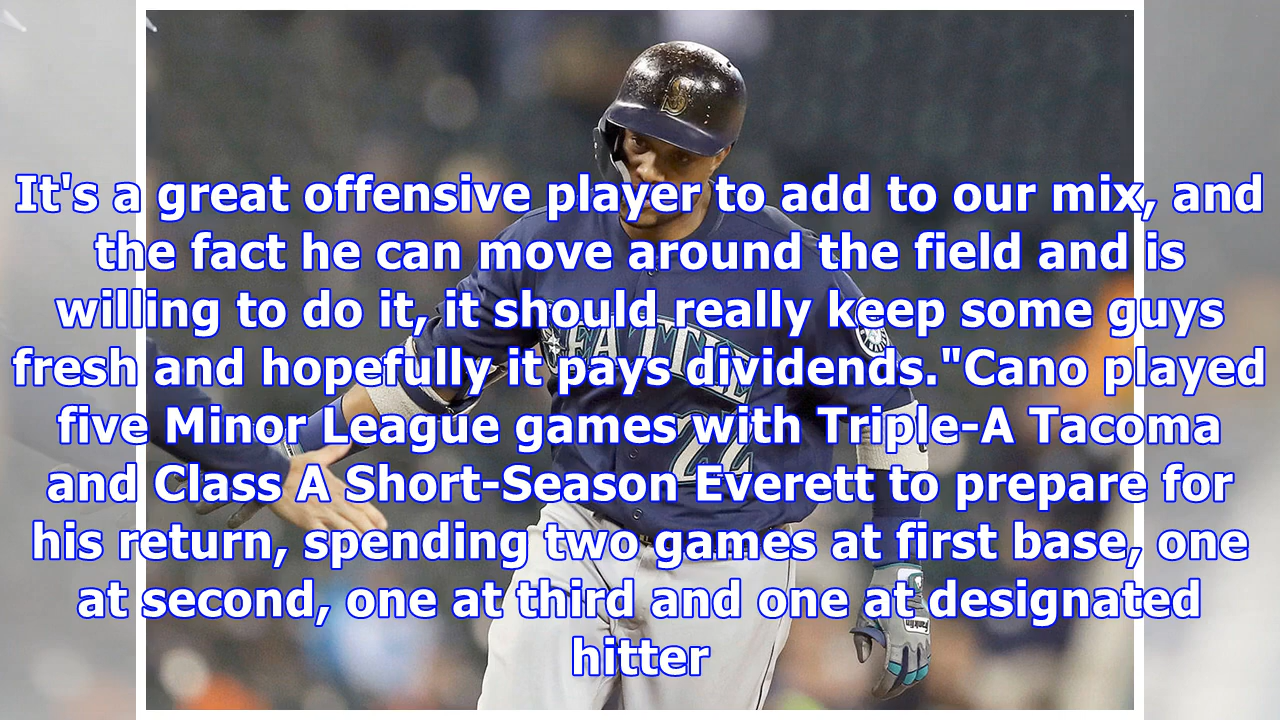 It's a great offensive player to add to our mix, and
the fact he can move around the field and is
willing to do it, it should really keep some guys
fresh and hopefully it pays dividends."Cano played
five Minor League games with Triple-A Tacoma
and Class A Short-Season Everett to prepare for
his return, spending two games at first base, one
at second, one at third and one at designated
hitter
S
SEATTLE
22
Franklin